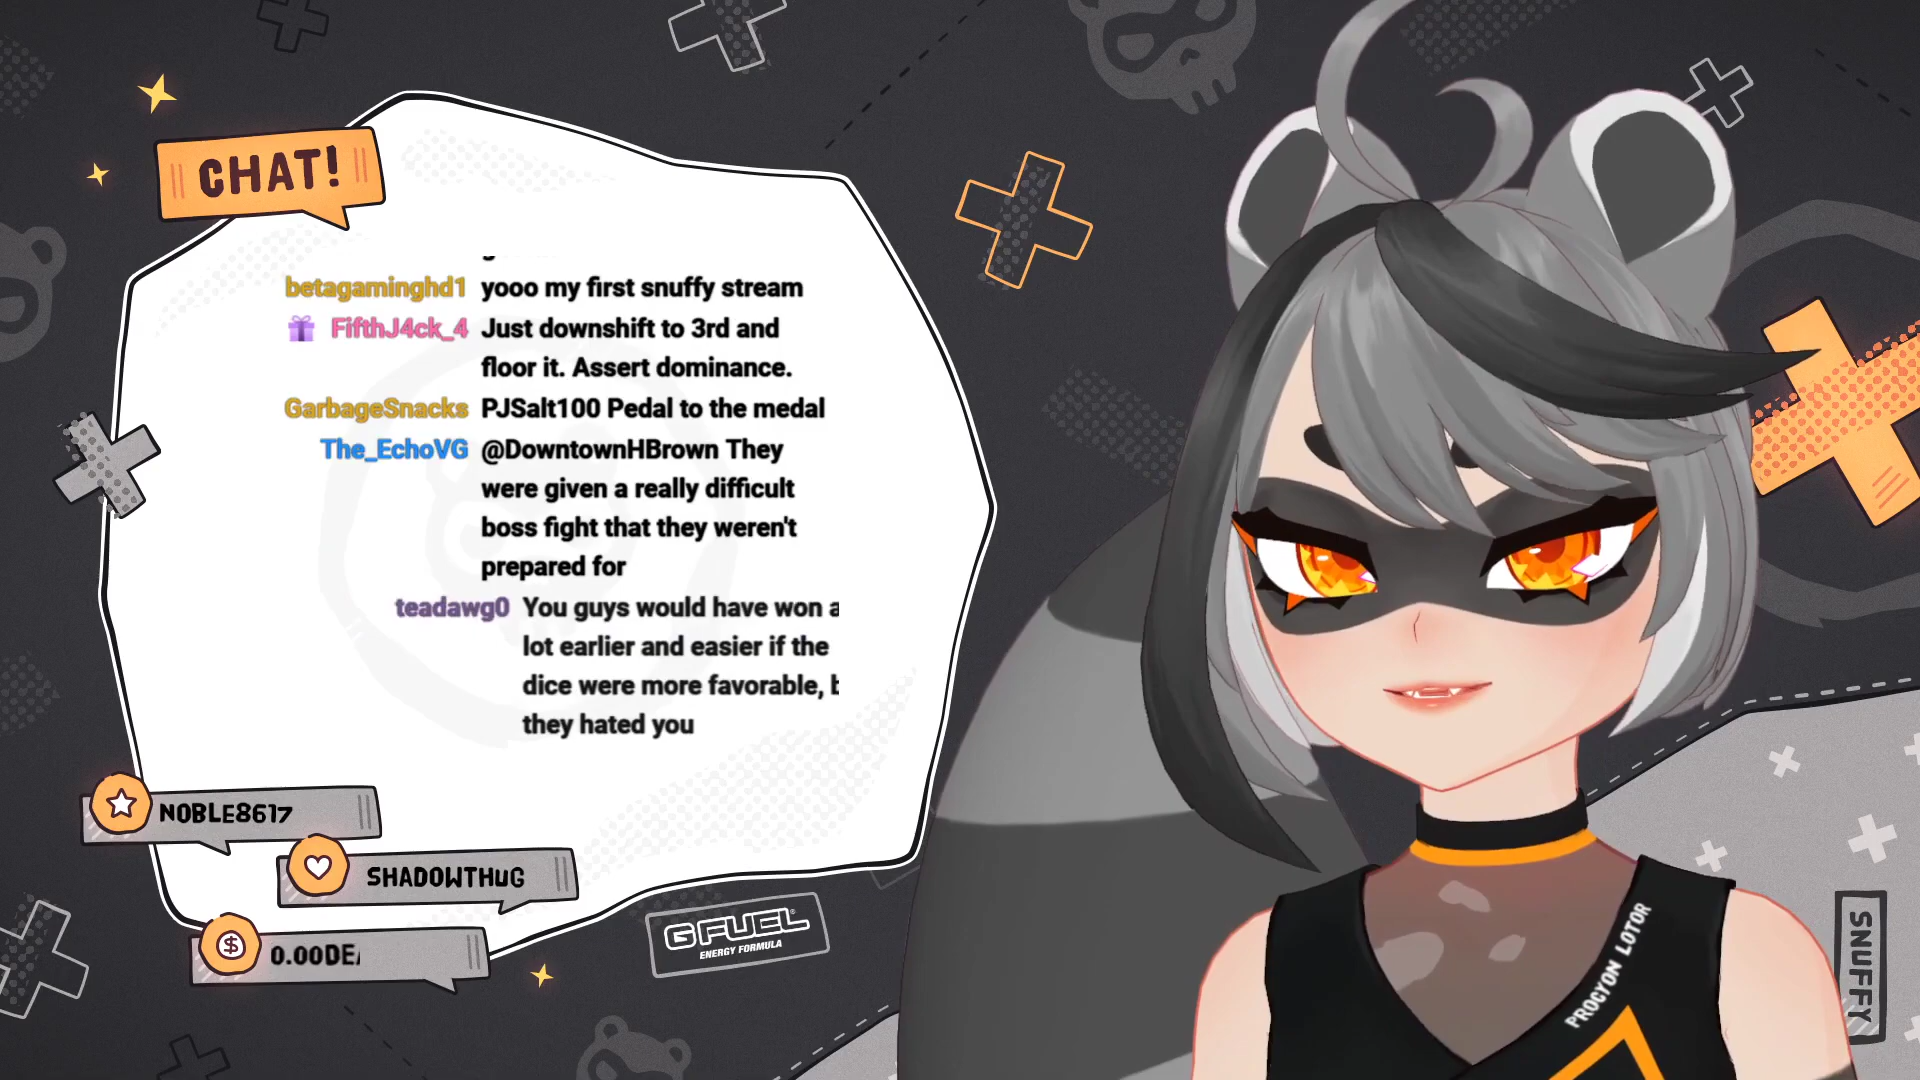 CHAT!
betagaminghd1 yooo my first snuffy stream
FifthJ4ck_4 Just downshift to 3rd and
floor it. Assert dominance.
GarbageSnacks PJSalt100 Pedal to the medal
The_EchoVG @DowntownHBrown They
were given a really difficult
boss fight that they weren't
prepared for
teadawg0 You guys would have won a
lot earlier and easier if the
dice were more favorable, b
they hated you
NOBLE8617
SHADOWTHUG
0.00DE
G FUEL
ENERGY FORMULA
PROCYON LOTOR
SNUFFY